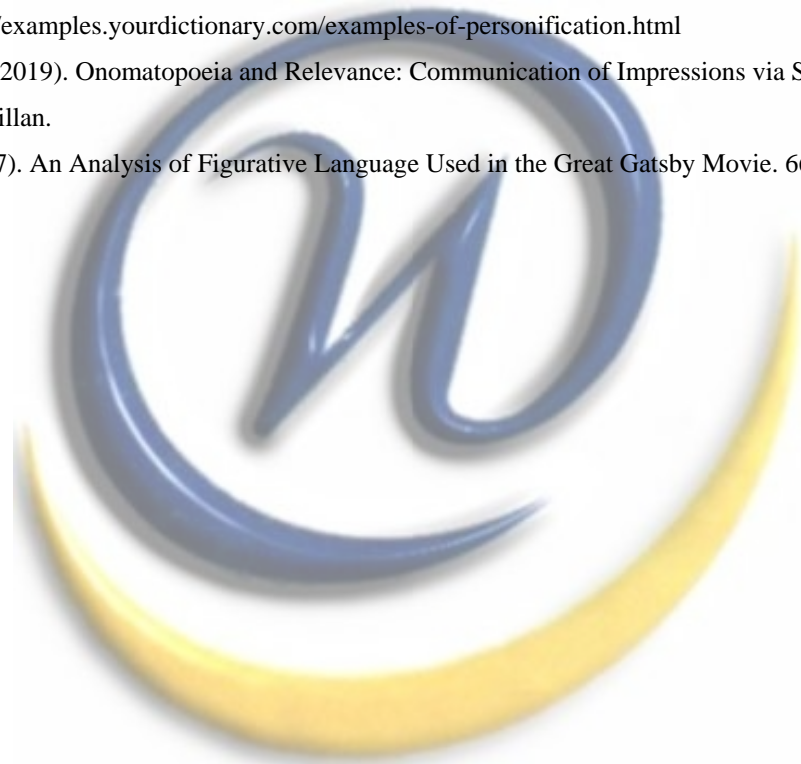 /examples.yourdictionary.com/examples-of-personification.html
2019). Onomatopoeia and Relevance: Communication of Impressions via S
illan.
7). An Analysis of Figurative Language Used in the Great Gatsby Movie. 6